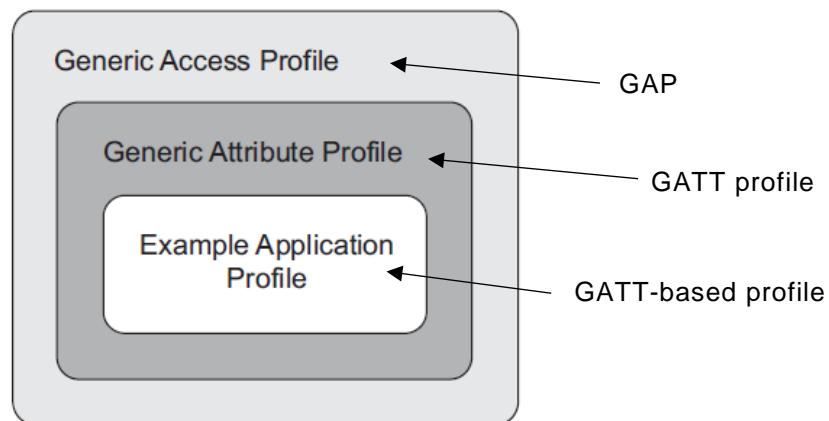 Generic Access Profile
GAP
Generic Attribute Profile
GATT profile
Example Application
Profile
GATT-based profile